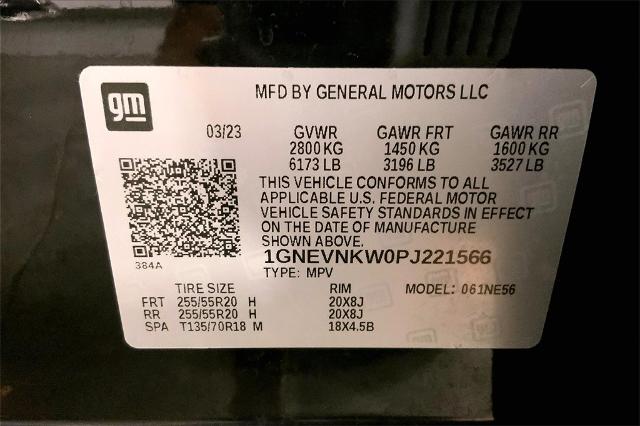 gm
MFD BY GENERAL MOTORS LLC
03/23 GVWR GAWR FRT GAWR RR
2800 KG 1450 KG 1600 KG
6173 LB 3196 LB 3527 LB
THIS VEHICLE CONFORMS TO ALL
APPLICABLE U.S. FEDERAL MOTOR
VEHICLE SAFETY STANDARDS IN EFFECT
ON THE DATE OF MANUFACTURE
SHOWN ABOVE.
384A
1GNEVNKW0PJ221566
TYPE: MPV
TIRE SIZE RIM MODEL: 061NE56
FRT 255/55R20 H 20X8J
RR 255/55R20 H 20X8J
SPA T135/70R18 M 18X4.5B